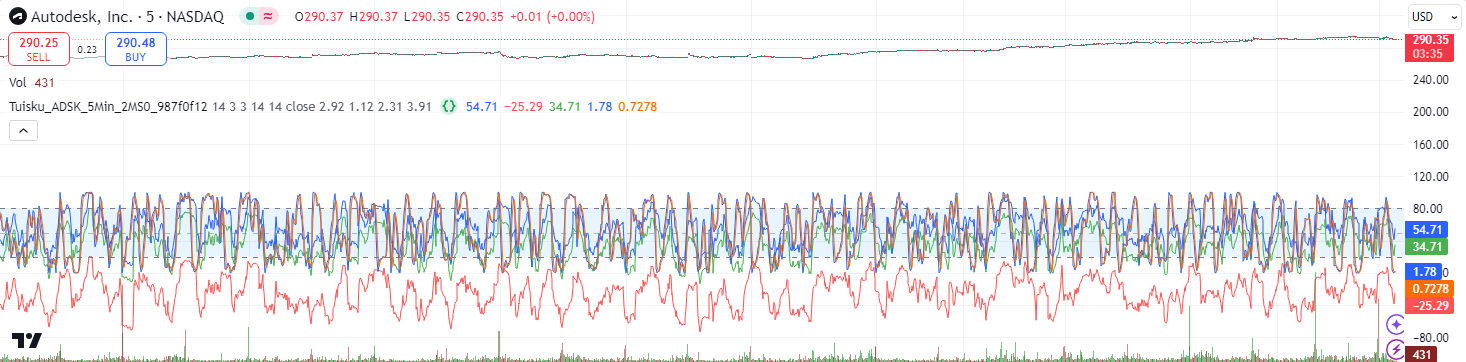 Autodesk, Inc. · 5 · NASDAQ O290.37 H290.37 L290.35 C290.35 +0.01 (+0.00%)
USD
290.25 SELL
0.23
290.48 BUY
290.35
03:35
Vol 431
240.00
Tuisku_ADSK_5Min_2MS0_987f0f12 14 3 3 14 14 close 2.92 1.12 2.31 3.91 {} 54.71 −25.29 34.71 1.78 0.7278
200.00
160.00
120.00
80.00
54.71
34.71
1.78
0.7278
−25.29
−80.00
431